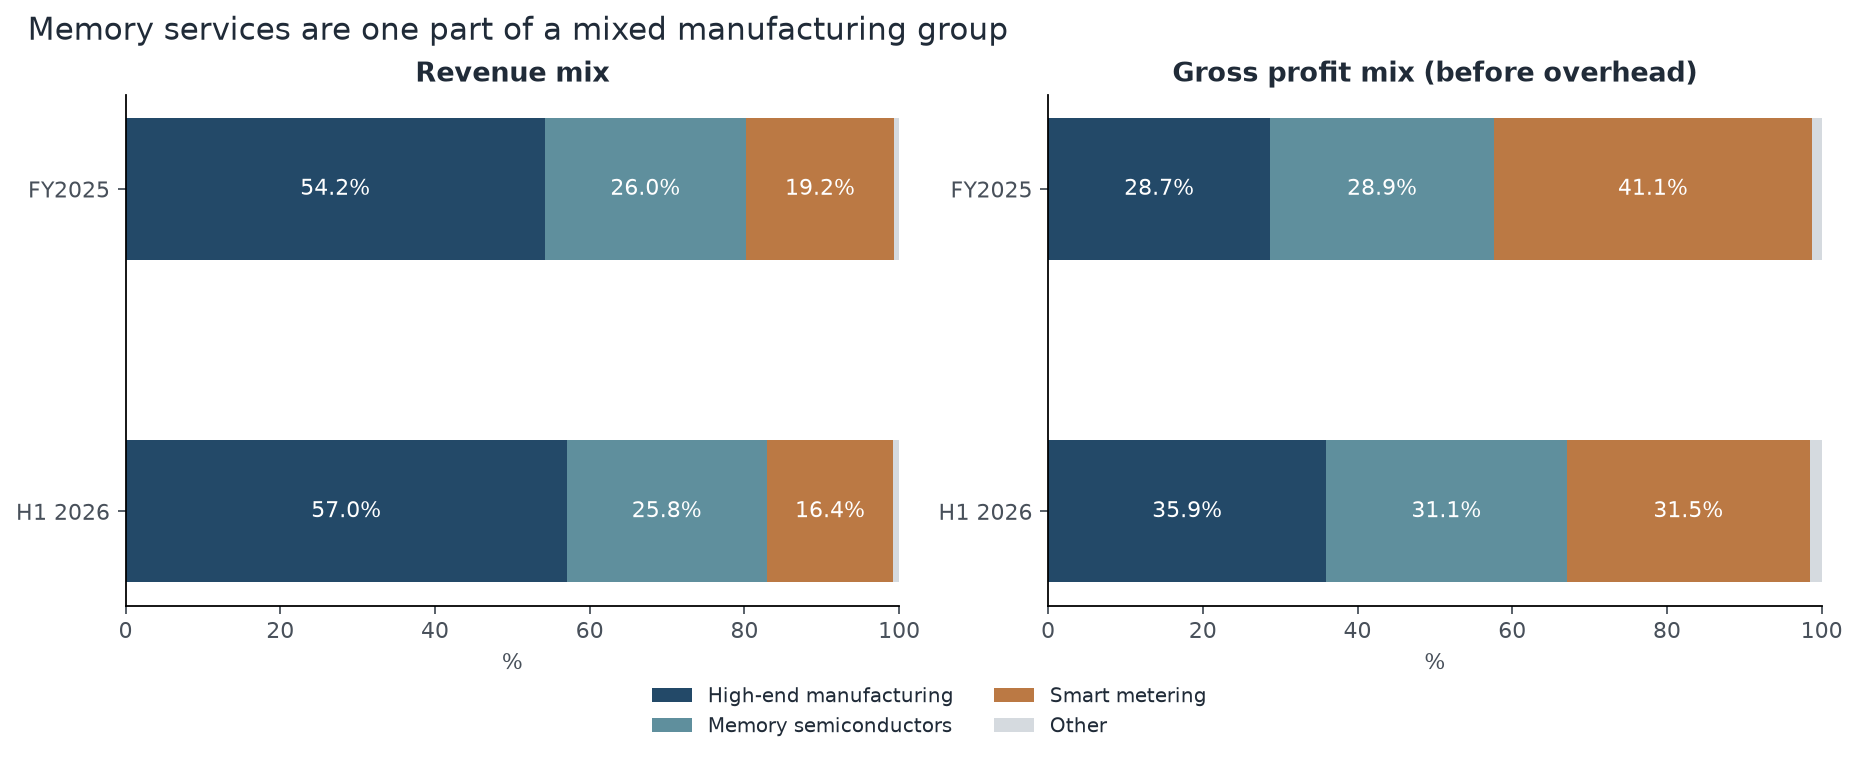 Memory services are one part of a mixed manufacturing group
Revenue mix
FY2025
54.2%
26.0%
19.2%
H1 2026
57.0%
25.8%
16.4%
0
20
40
60
80
100
%
Gross profit mix (before overhead)
FY2025
28.7%
28.9%
41.1%
H1 2026
35.9%
31.1%
31.5%
0
20
40
60
80
100
%
High-end manufacturing
Memory semiconductors
Smart metering
Other